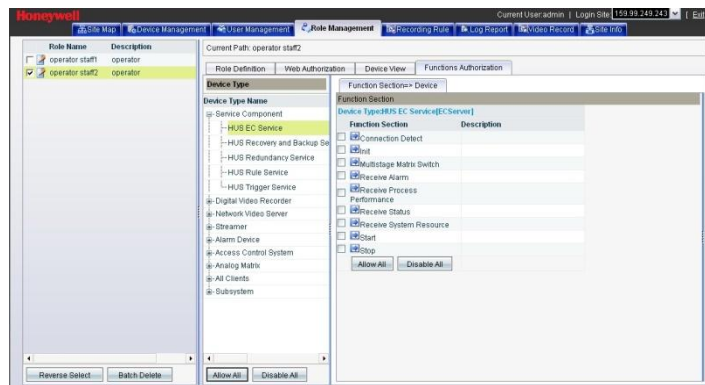 Honeywell
Current User:admin | Login Site 159.99.249.243 | Exit
Site Map Device Management User Management Role Management Recording Rule Log Report Video Record Site Info
Role Name Description
operator staff1 operator
operator staff2 operator
Reverse Select Batch Delete
Current Path: operator staff2
Role Definition Web Authorization Device View Functions Authorization
Device Type
Device Type Name
Service Component
HUS EC Service
HUS Recovery and Backup Se
HUS Redundancy Service
HUS Rule Service
HUS Trigger Service
Digital Video Recorder
Network Video Server
Streamer
Alarm Device
Access Control System
Analog Matrix
All Clients
Subsystem
Allow All Disable All
Function Section=> Device
Function Section
Device Type:HUS EC Service[ECServer]
Function Section Description
Connection Detect
Init
Multistage Matrix Switch
Receive Alarm
Receive Process
Performance
Receive Status
Receive System Resource
Start
Stop
Allow All Disable All